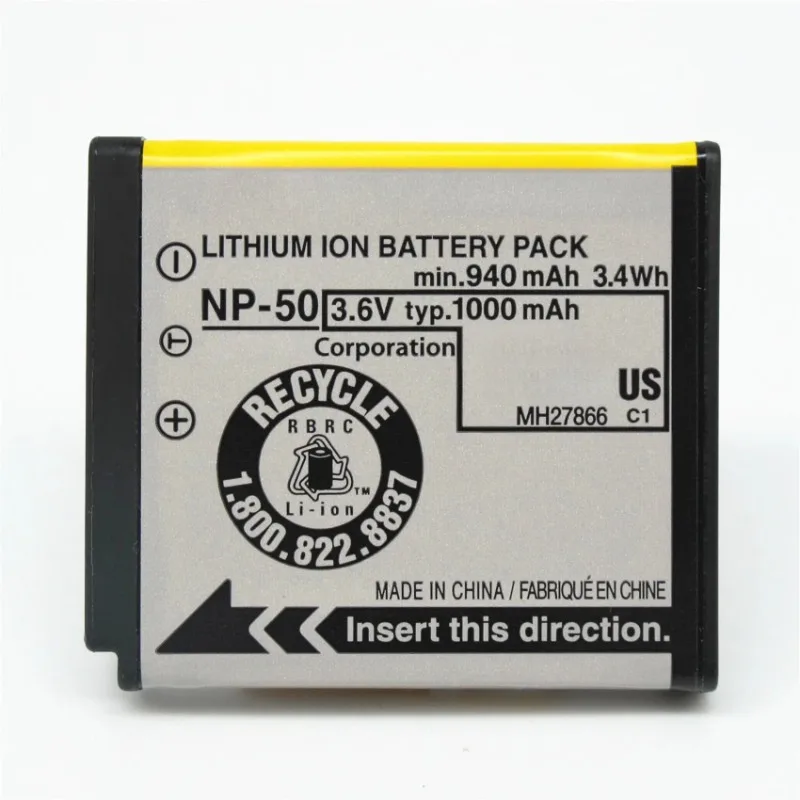 LITHIUM ION BATTERY PACK
min.940 mAh 3.4Wh
NP-50 3.6V typ.1000 mAh
Corporation
US
MH27866 C1
RECYCLE
RBRC
TM
Li-ion
1.800.822.8837
MADE IN CHINA / FABRIQUÉ EN CHINE
Insert this direction.